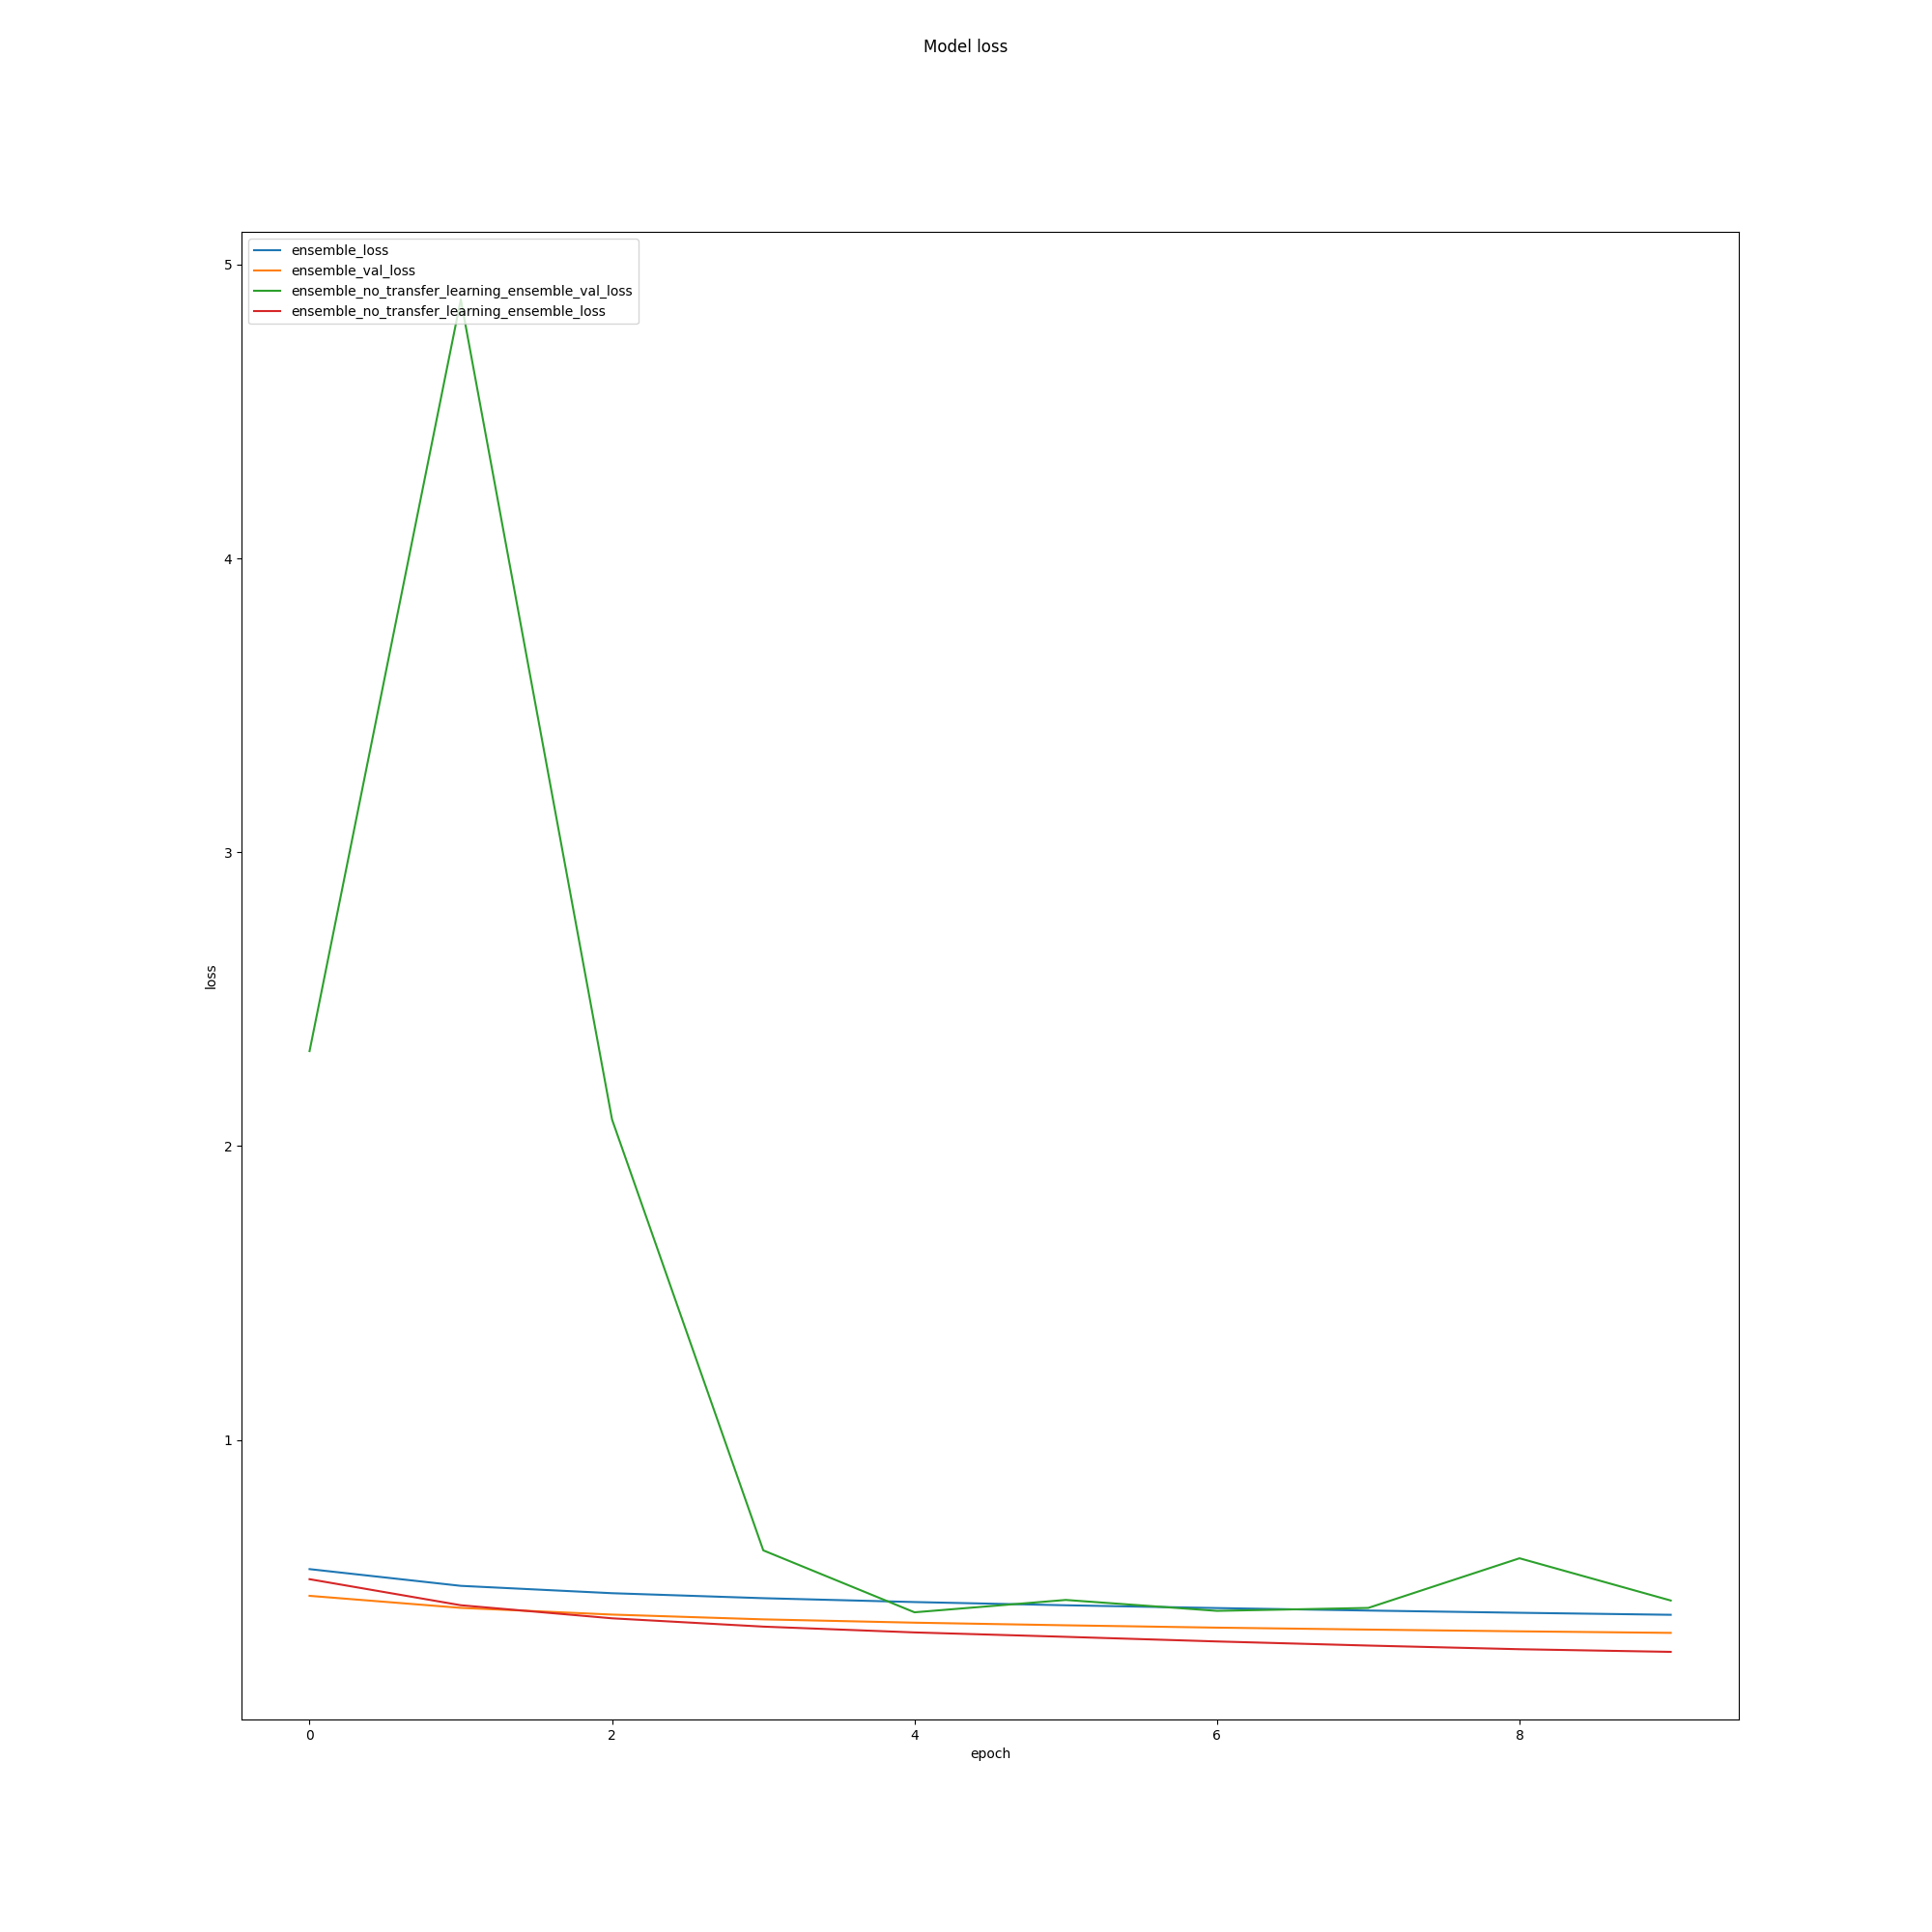 Model loss
ensemble_loss
ensemble_val_loss
ensemble_no_transfer_learning_ensemble_val_loss
ensemble_no_transfer_learning_ensemble_loss
5
4
3
2
1
loss
0 2 4 6 8
epoch